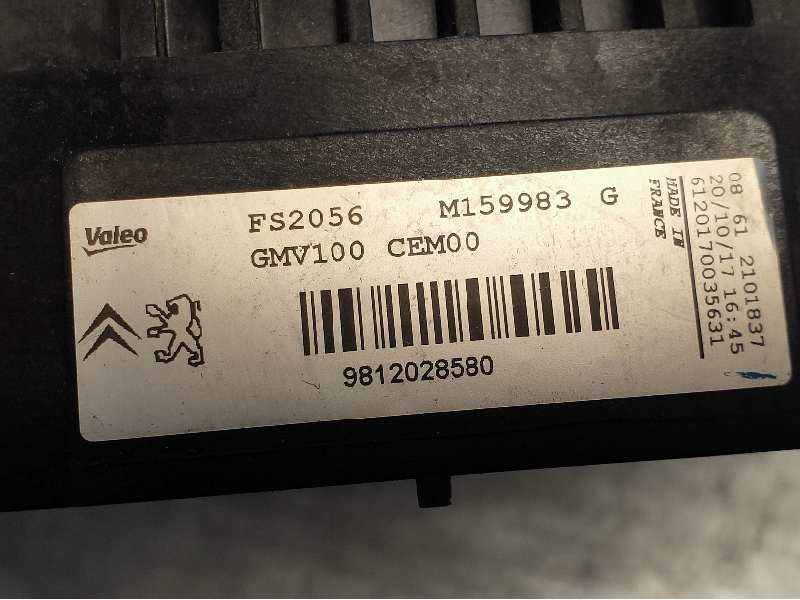 Valeo
FS2056 M159983 G
GMV100 CEM00
9812028580
MADE IN
FRANCE
08/61 2101837
20/10/17 16:45
6120170035631